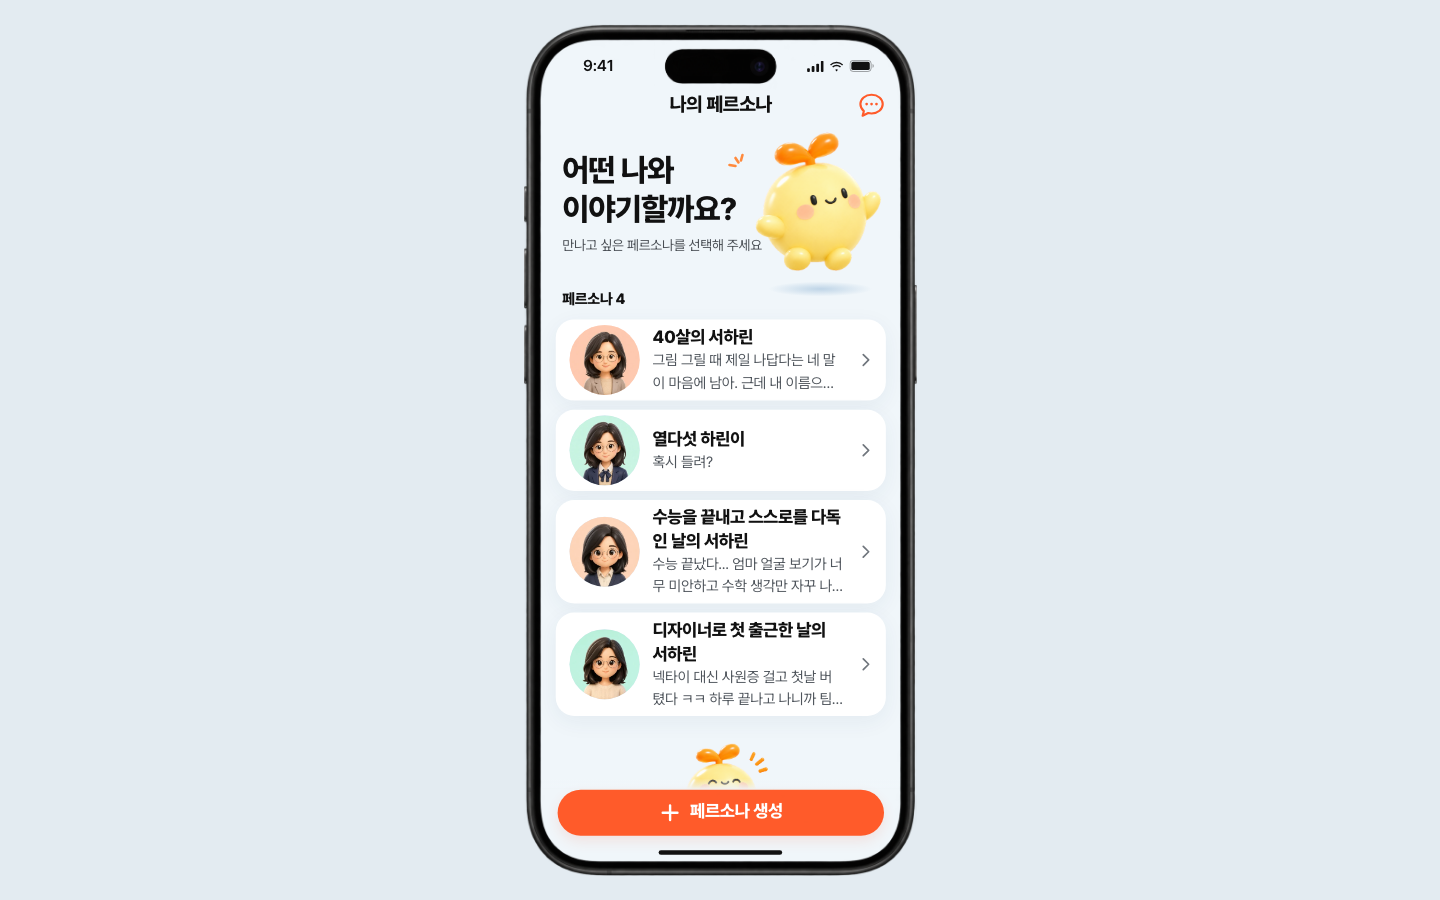 9:41
나의 페르소나
어떤 나와
이야기할까요?
만나고 싶은 페르소나를 선택해 주세요
페르소나 4
40살의 서하린
그림 그릴 때 제일 나답다는 네 말
이 마음에 남아. 근데 내 이름으...
열다섯 하린이
혹시 들려?
수능을 끝내고 스스로를 다독
인 날의 서하린
수능 끝났다... 엄마 얼굴 보기가 너
무 미안하고 수학 생각만 자꾸 나...
디자이너로 첫 출근한 날의
서하린
넥타이 대신 사원증 걸고 첫날 버
텼다 ㅋㅋ 하루 끝나고 나니까 팀...
페르소나 생성